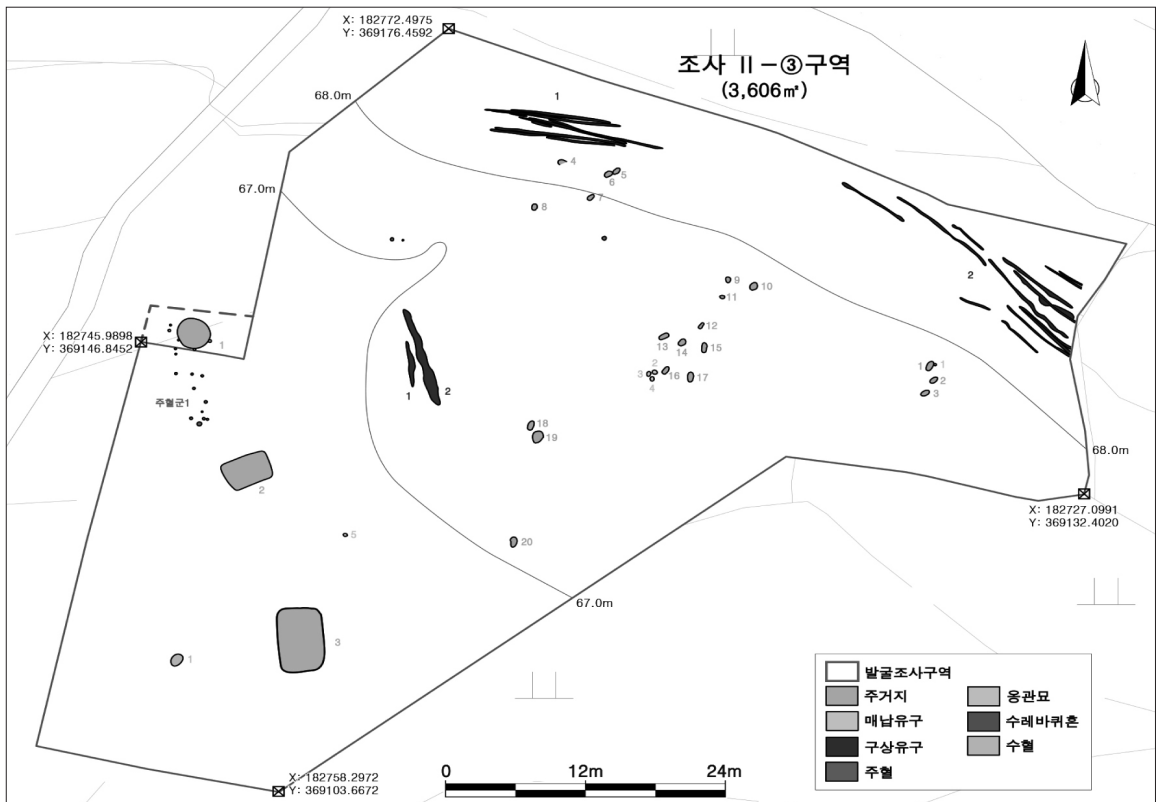 X: 182772.4975
Y: 369176.4592
조사 Ⅱ-③구역
(3,606㎡)
68.0m
1
4
5
6
67.0m
7
8
2
9
10
11
X: 182745.9898
Y: 369146.8452
1
12
13
14
15
1
1
2
3
2
16
17
3
4
1
2
주혈군1
18
19
68.0m
2
X: 182727.0991
Y: 369132.4020
5
20
67.0m
3
1
발굴조사구역
주거지
옹관묘
매납유구
수레바퀴흔
구상유구
수혈
주혈
X: 182758.2972
Y: 369103.6672
0
12m
24m